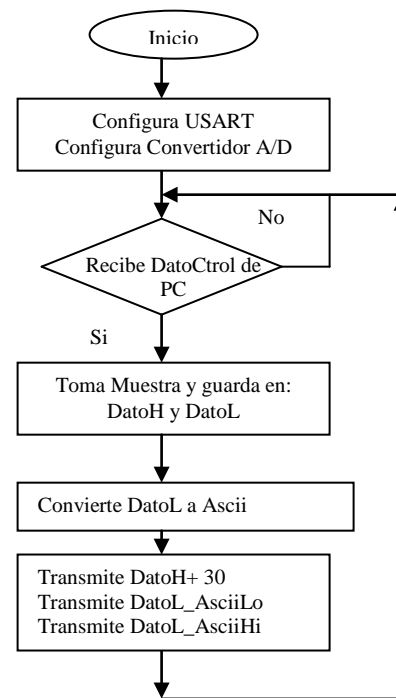 Inicio
Configura USART
Configura Convertidor A/D
No
Recibe DatoCtrol de
PC
Si
Toma Muestra y guarda en:
DatoH y DatoL
Convierte DatoL a Ascii
Transmite DatoH+ 30
Transmite DatoL_AsciiLo
Transmite DatoL_AsciiHi